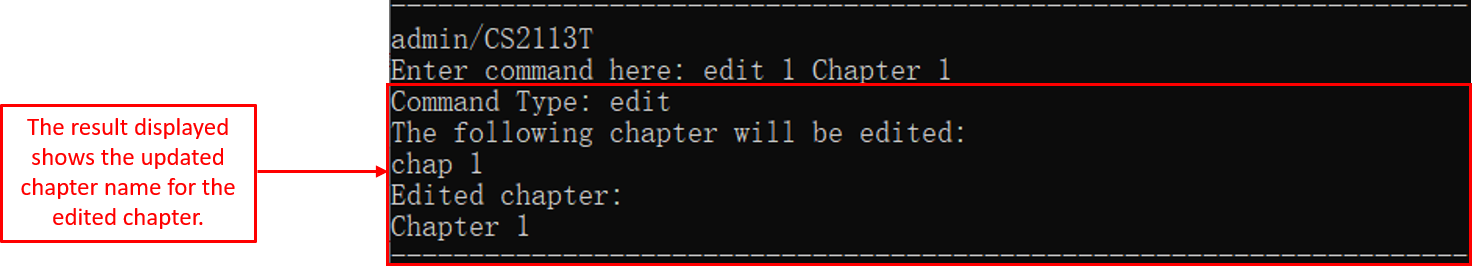 admin/CS2113T
Enter command here: edit 1 Chapter 1
Command Type: edit
The following chapter will be edited:
chap 1
Edited chapter:
Chapter 1
The result displayed
shows the updated
chapter name for the
edited chapter.